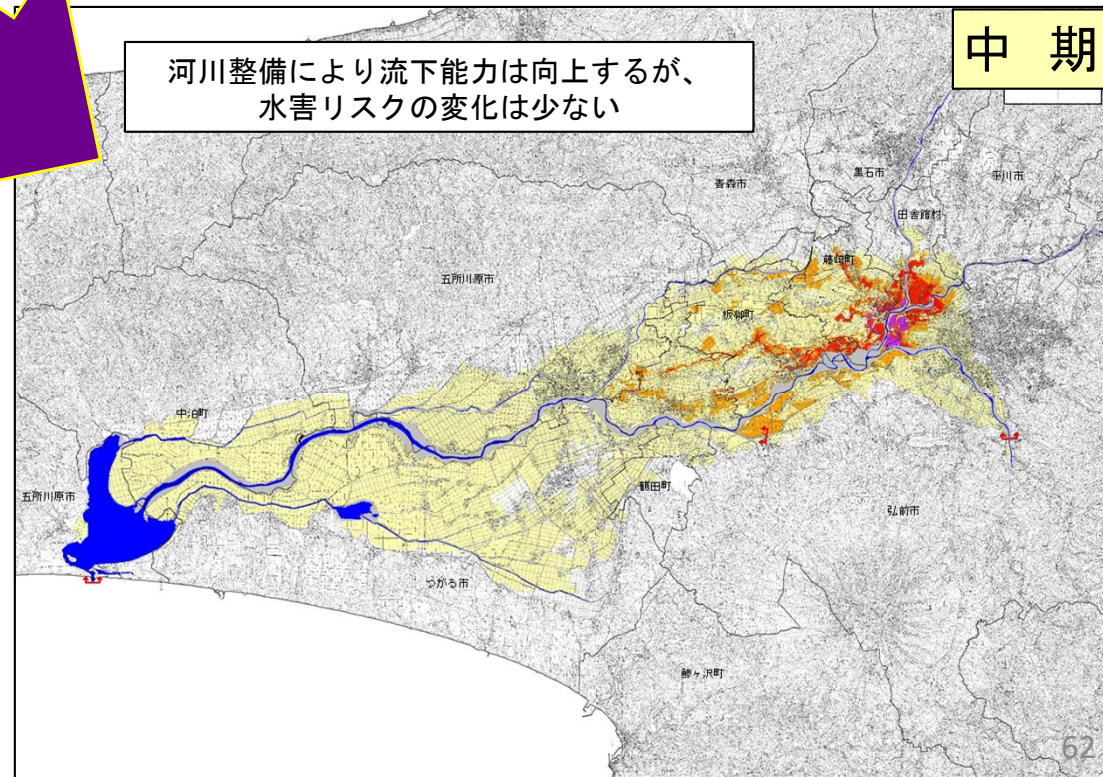 中 期
河川整備により流下能力は向上するが、
水害リスクの変化は少ない
青森市
黒石市
平川市
田舎館村
藤崎町
五所川原市
板柳町
中泊町
鶴田町
五所川原市
弘前市
つがる市
鰺ヶ沢町
62